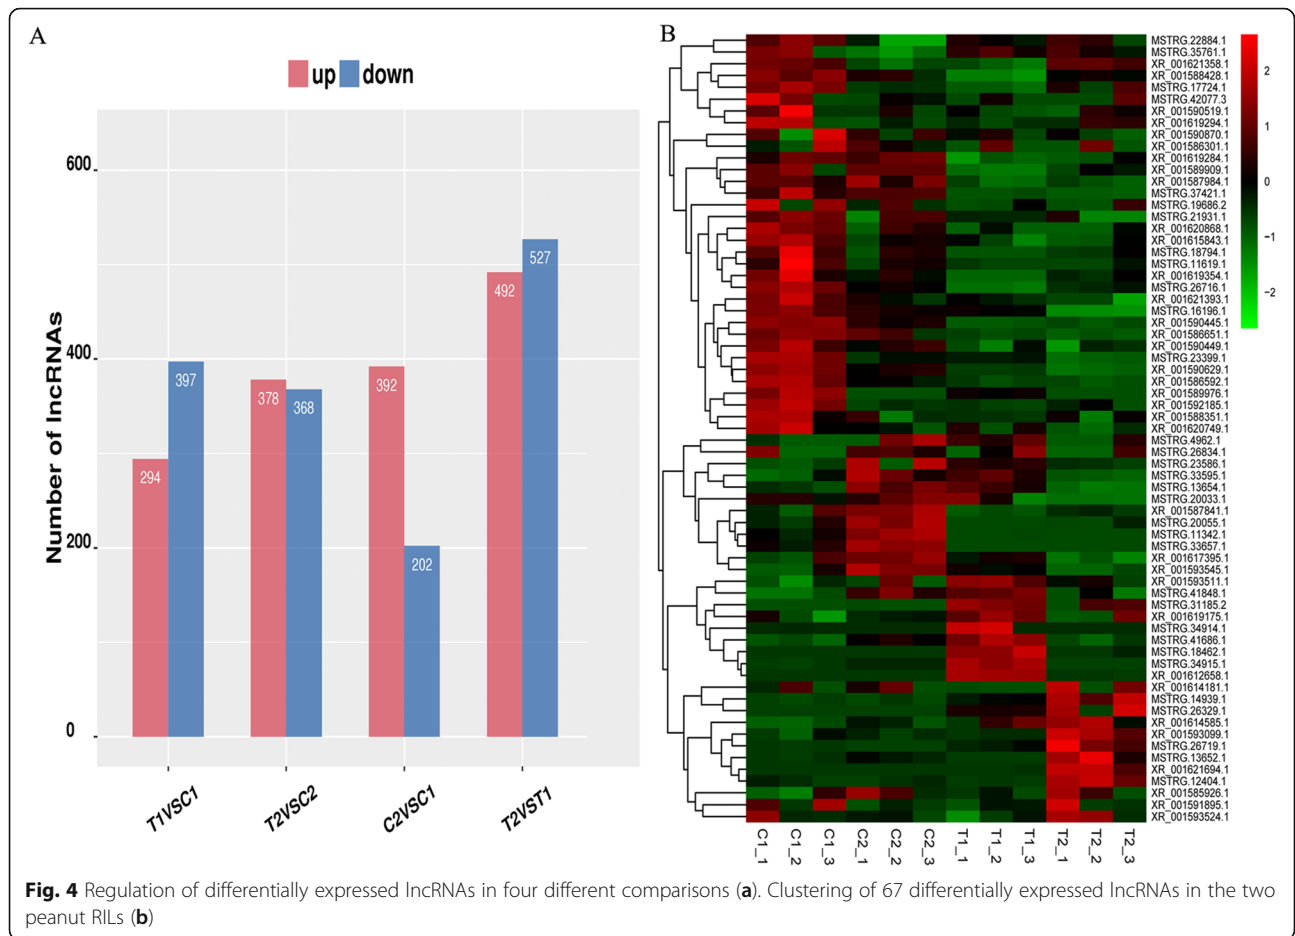 A
up down
Number of lncRNAs
600
400
200
0
294
397
378
368
392
202
492
527
T1VSC1
T2VSC2
C2VSC1
T2VST1
B
MSTRG.22884.1
MSTRG.35761.1
XR_001621358.1
XR_001588428.1
MSTRG.17724.1
MSTRG.42077.3
XR_001590519.1
XR_001619294.1
XR_001590870.1
XR_001586301.1
XR_001619284.1
XR_001589909.1
XR_001587984.1
MSTRG.37421.1
MSTRG.19686.2
MSTRG.21931.1
XR_001620868.1
XR_001615843.1
MSTRG.18794.1
MSTRG.11619.1
XR_001619354.1
MSTRG.26716.1
XR_001621393.1
MSTRG.16196.1
XR_001590445.1
XR_001586651.1
XR_001590449.1
MSTRG.23399.1
XR_001590629.1
XR_001586592.1
XR_001589976.1
XR_001592185.1
XR_001588351.1
XR_001620749.1
MSTRG.4962.1
MSTRG.26834.1
MSTRG.23586.1
MSTRG.33595.1
MSTRG.13654.1
MSTRG.20033.1
XR_001587841.1
MSTRG.20055.1
MSTRG.11342.1
MSTRG.33657.1
XR_001617395.1
XR_001593545.1
XR_001593511.1
MSTRG.41848.1
MSTRG.31185.2
XR_001619175.1
MSTRG.34914.1
MSTRG.41686.1
MSTRG.18462.1
MSTRG.34915.1
XR_001612658.1
XR_001614181.1
MSTRG.14939.1
MSTRG.26329.1
XR_001614585.1
XR_001593099.1
MSTRG.26719.1
MSTRG.13652.1
XR_001621694.1
MSTRG.12404.1
XR_001585926.1
XR_001591895.1
XR_001593524.1
2
1
0
−1
−2
C1_1
C1_2
C1_3
C2_1
C2_2
C2_3
T1_1
T1_2
T1_3
T2_1
T2_2
T2_3
Fig. 4 Regulation of differentially expressed lncRNAs in four different comparisons (a). Clustering of 67 differentially expressed lncRNAs in the two
peanut RILs (b)